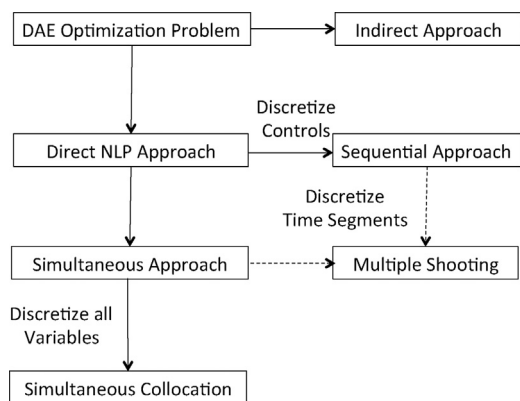 DAE Optimization Problem
Indirect Approach
Discretize
Controls
Direct NLP Approach
Sequential Approach
Discretize
Time Segments
Simultaneous Approach
Multiple Shooting
Discretize all
Variables
Simultaneous Collocation